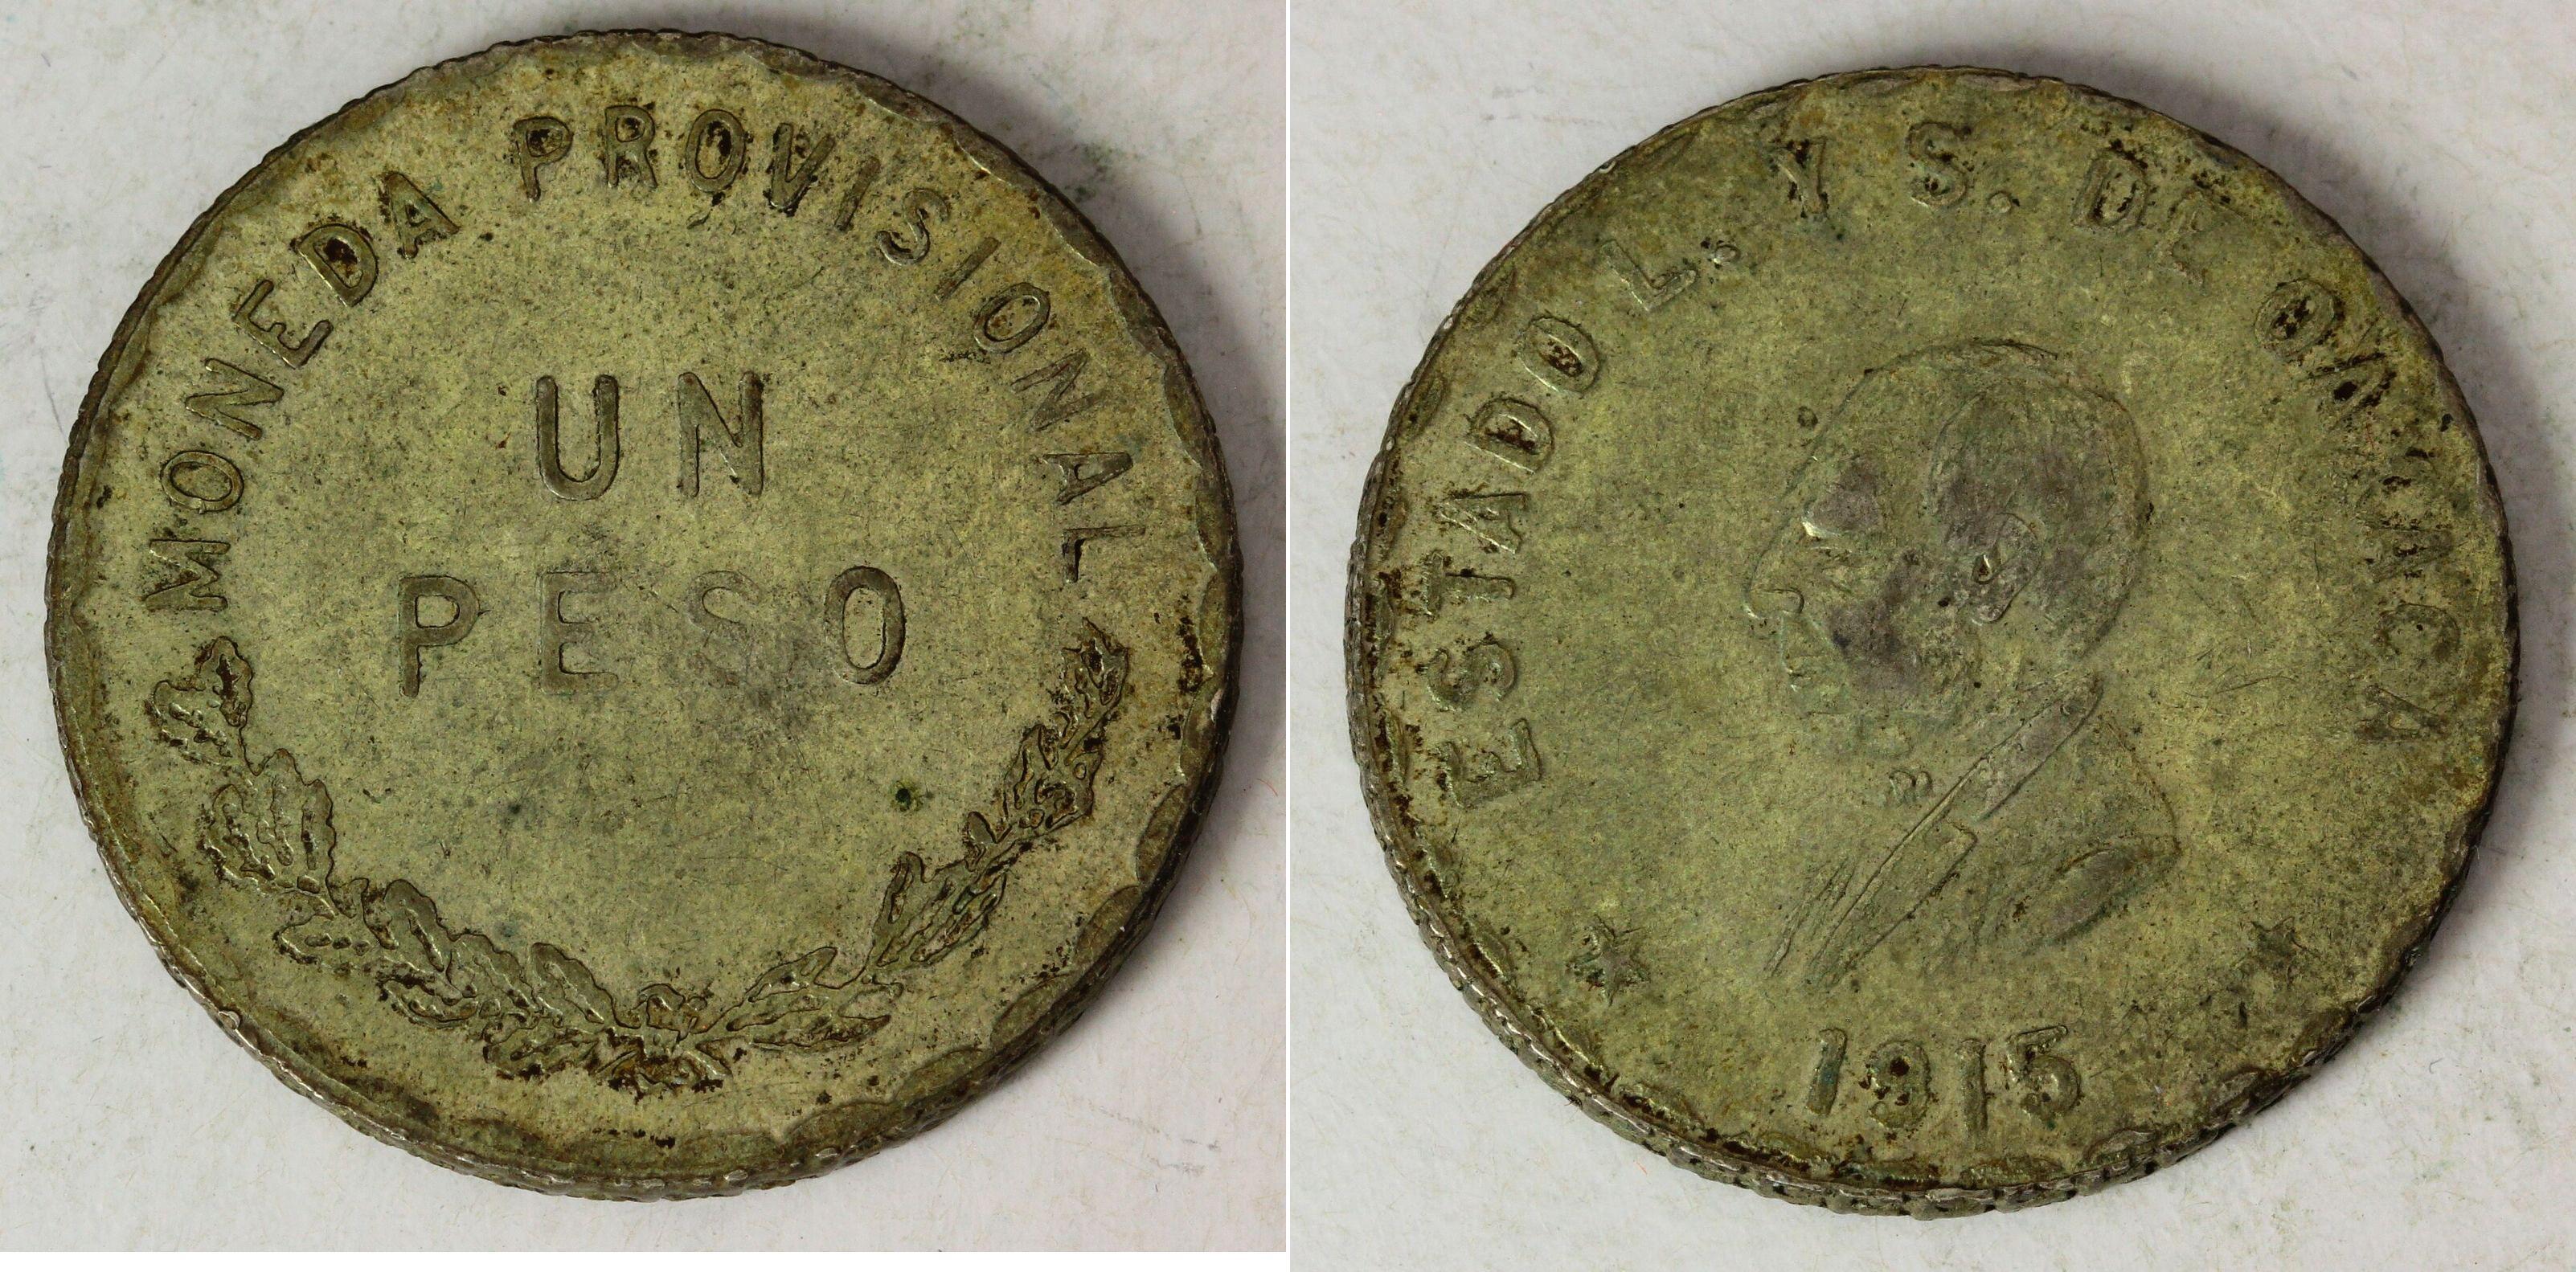 MONEDA PROVISIONAL
UN
PESO
ESTADO L. Y S. DE OAXACA
1915